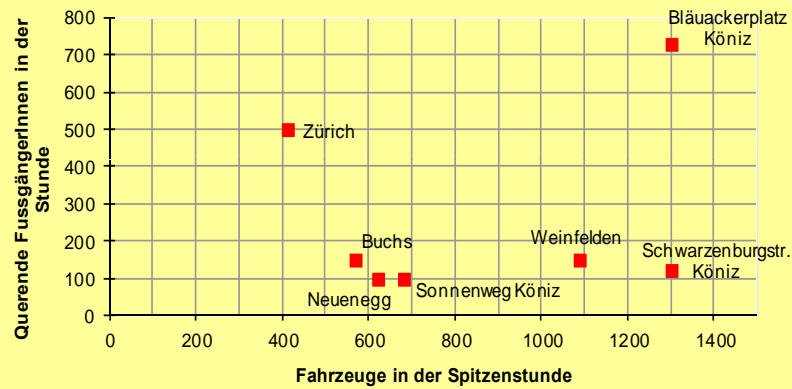 Querende FussgängerInnen in der
Stunde
800
700
600
500
400
300
200
100
0
Bläuackerplatz
Köniz
Zürich
Buchs
Weinfelden
Schwarzenburgstr.
Köniz
Neuenegg
Sonnenweg Köniz
0 200 400 600 800 1000 1200 1400
Fahrzeuge in der Spitzenstunde